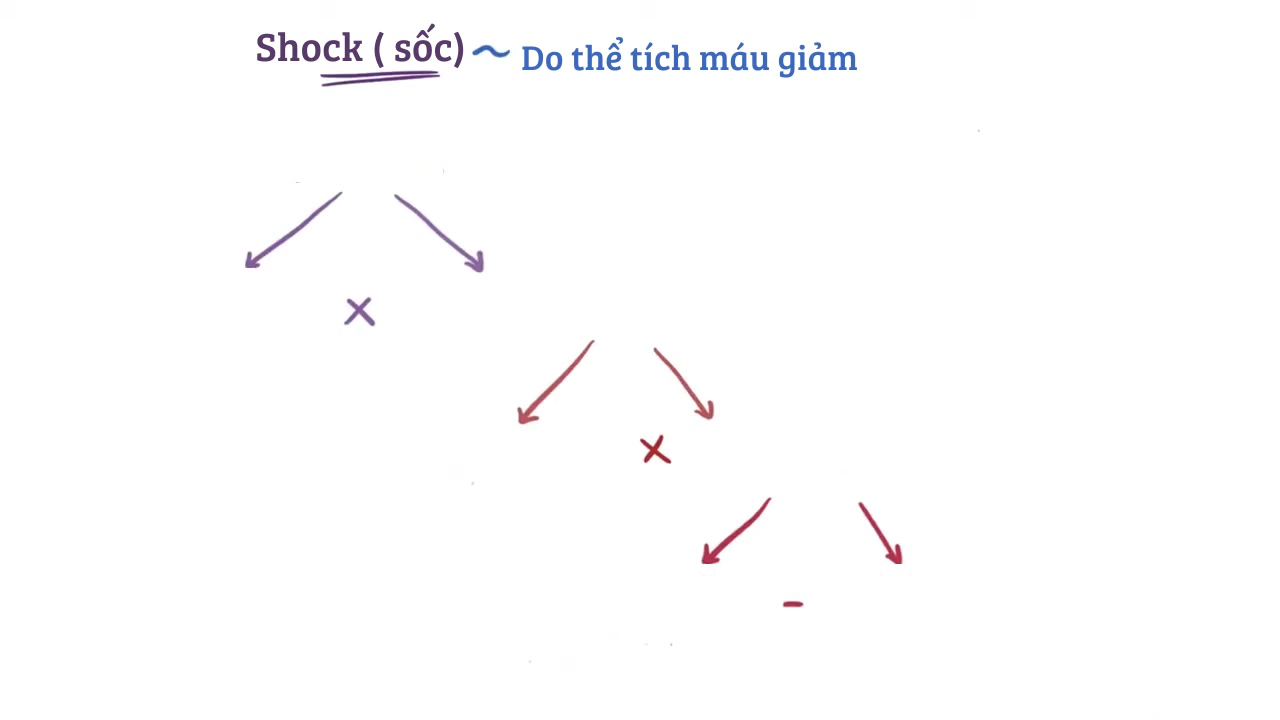 Shock ( sốc) ~ Do thể tích máu giảm
×
×
-